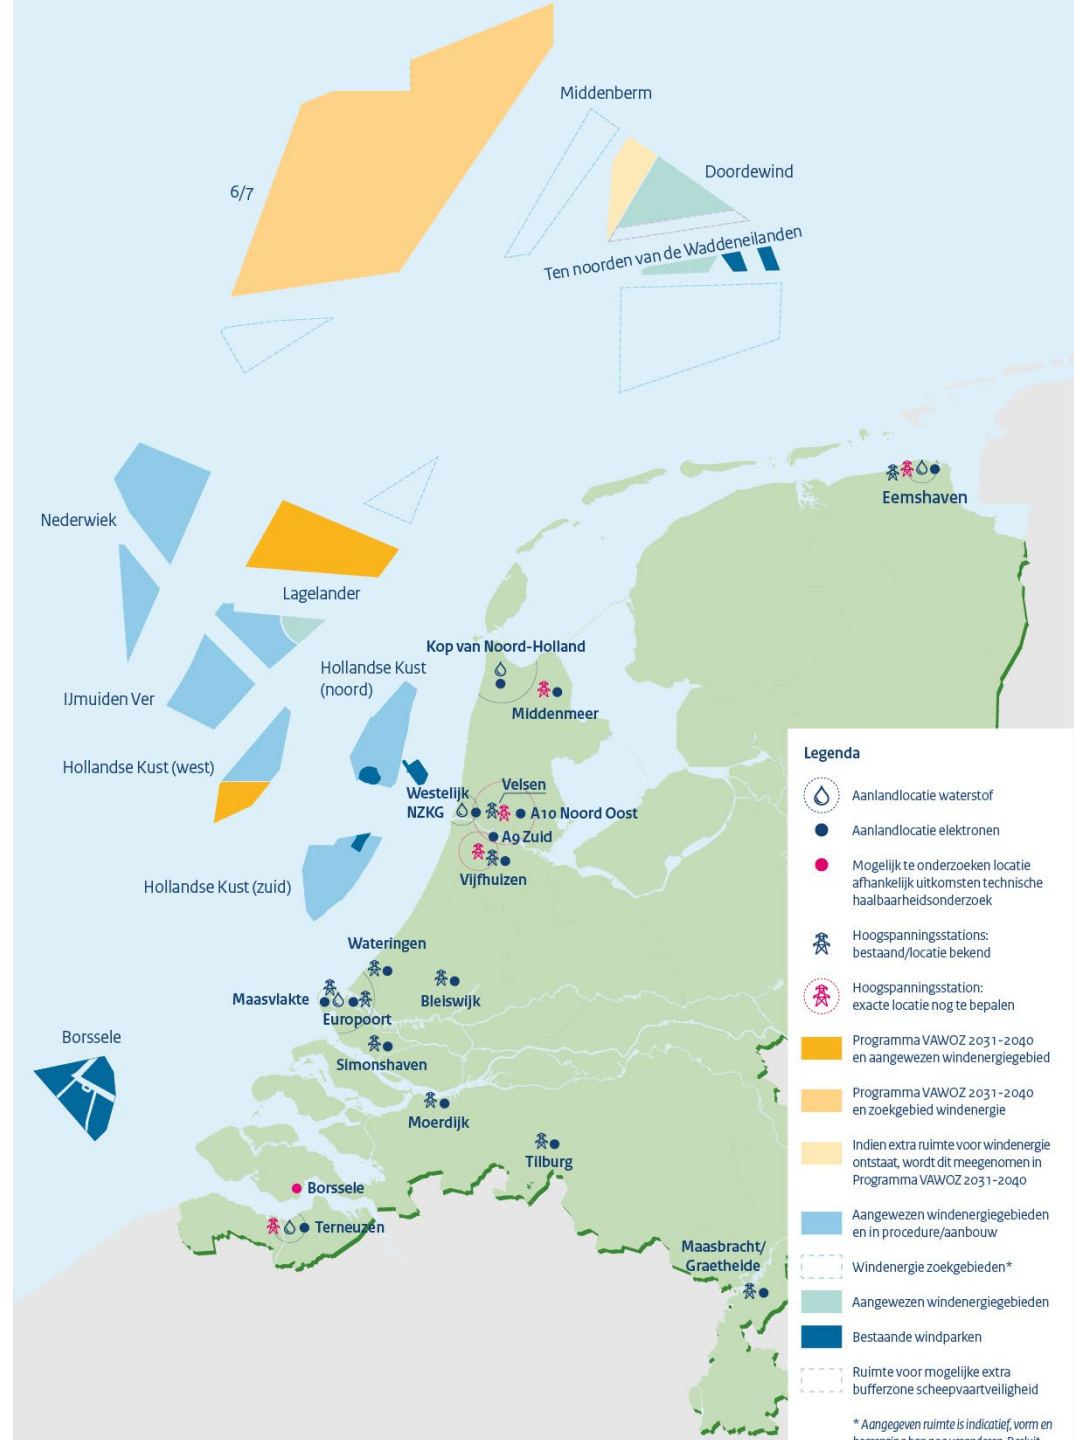 Middenberm
Doordewind
6/7
Ten noorden van de Waddeneilanden
Eemshaven
Nederwiek
Lagelander
Kop van Noord-Holland
Hollandse Kust
(noord)
IJmuiden Ver
Middenmeer
Hollandse Kust (west)
Velsen
Westelijk
NZKG
A10 Noord Oost
A9 Zuid
Vijfhuizen
Hollandse Kust (zuid)
Wateringen
Maasvlakte
Bleiswijk
Europoort
Borssele
Simonshaven
Moerdijk
Tilburg
Borssele
Terneuzen
Maasbracht/
Graetheide
Legenda
Aanlandlocatie waterstof
Aanlandlocatie elektronen
Mogelijk te onderzoeken locatie
afhankelijk uitkomsten technische
haalbaarheidsonderzoek
Hoogspanningsstations:
bestaand/locatie bekend
Hoogspanningsstation:
exacte locatie nog te bepalen
Programma VAWOZ 2031-2040
en aangewezen windenergiegebied
Programma VAWOZ 2031-2040
en zoekgebied windenergie
Indien extra ruimte voor windenergie
ontstaat, wordt dit meegenomen in
Programma VAWOZ 2031-2040
Aangewezen windenergiegebieden
en in procedure/aanbouw
Windenergie zoekgebieden*
Aangewezen windenergiegebieden
Bestaande windparken
Ruimte voor mogelijke extra
bufferzone scheepvaartveiligheid
* Aangegeven ruimte is indicatief, vorm en